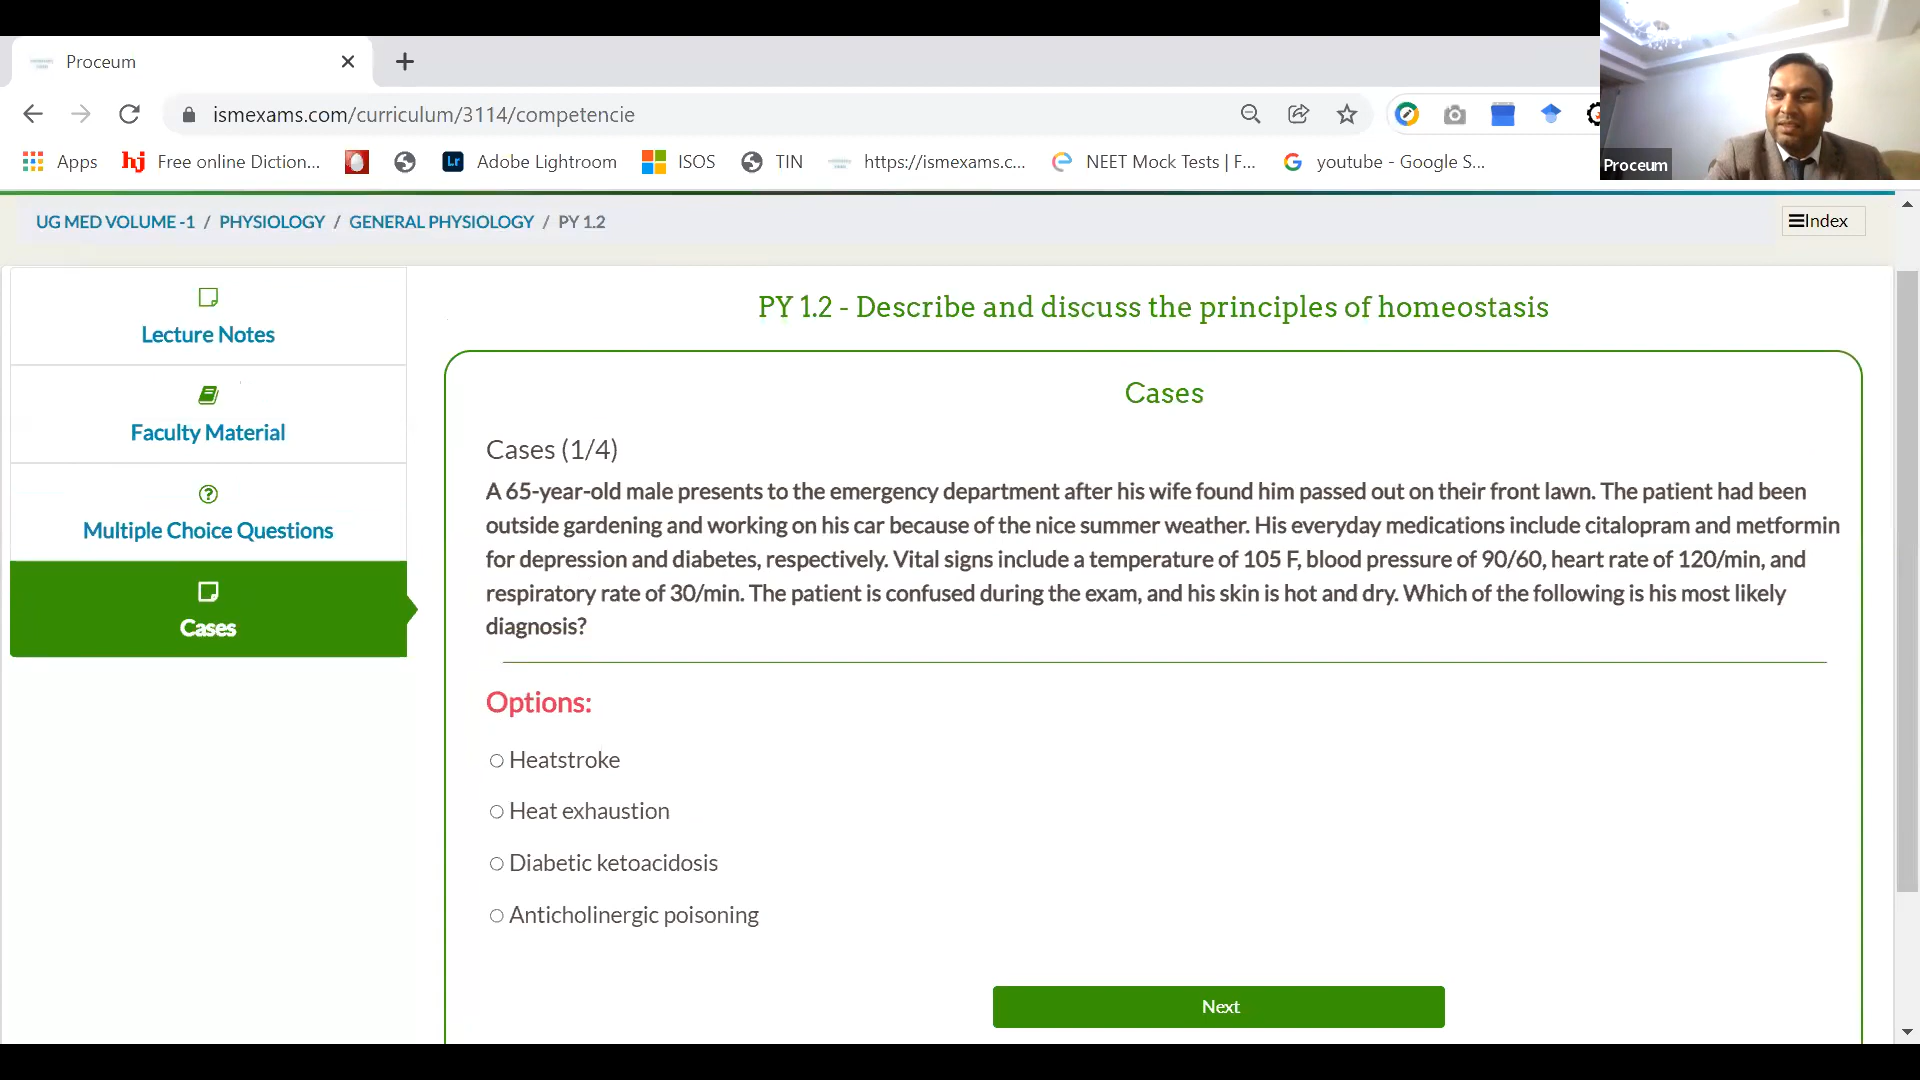 Proceum
ismexams.com/curriculum/3114/competencie
Apps
hj
Free online Diction...
Lr
Adobe Lightroom
ISOS
TIN
https://ismexams.c...
NEET Mock Tests | F...
youtube - Google S...
Proceum
UG MED VOLUME -1 / PHYSIOLOGY / GENERAL PHYSIOLOGY / PY 1.2
Index
Lecture Notes
Faculty Material
Multiple Choice Questions
Cases
PY 1.2 - Describe and discuss the principles of homeostasis
Cases
Cases (1/4)
A 65-year-old male presents to the emergency department after his wife found him passed out on their front lawn. The patient had been
outside gardening and working on his car because of the nice summer weather. His everyday medications include citalopram and metformin
for depression and diabetes, respectively. Vital signs include a temperature of 105 F, blood pressure of 90/60, heart rate of 120/min, and
respiratory rate of 30/min. The patient is confused during the exam, and his skin is hot and dry. Which of the following is his most likely
diagnosis?
Options:
Heatstroke
Heat exhaustion
Diabetic ketoacidosis
Anticholinergic poisoning
Next